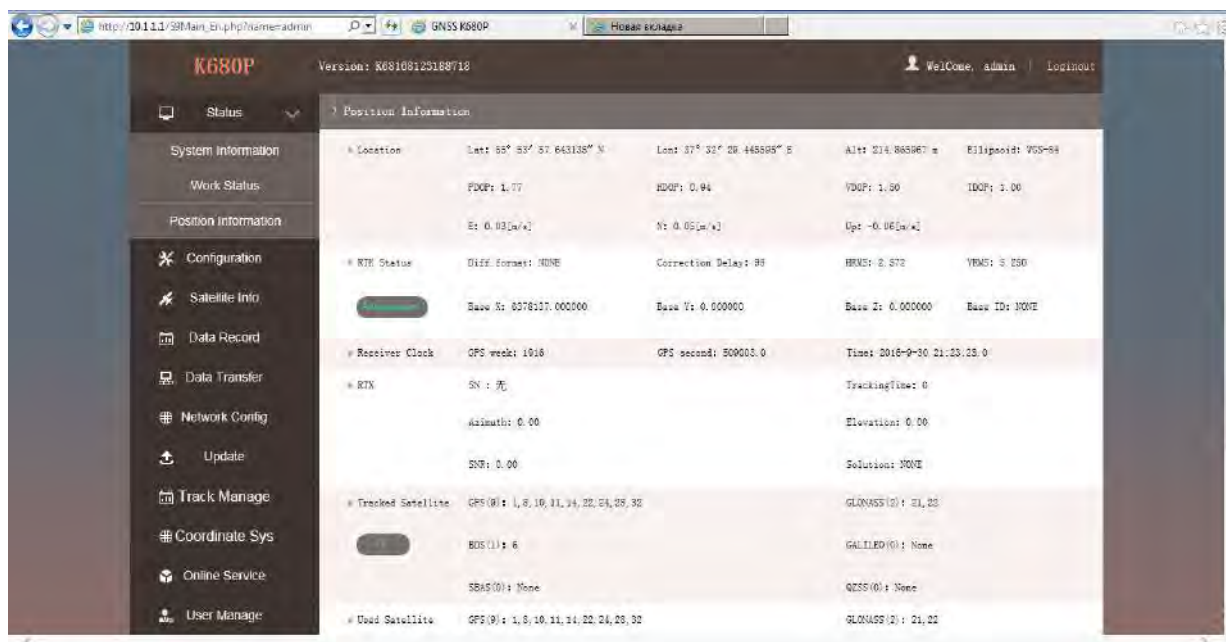 http://10.1.1.1/S9Main_En.php?name=admin GNSS K680P Новая вкладка
K680P Version: K68108123188718 WelCome, admin | Loginout
Status > Position Information
System Information
Work Status
Position Information
Configuration
Satellite Info
Data Record
Data Transfer
Network Config
Update
Track Manage
Coordinate Sys
Online Service
User Manage
Location Lat: 55° 53′ 57.643135″ N Lon: 37° 32′ 29.445595″ E Alt: 214.865967 m Ellipsoid: WGS-84
PDOP: 1.77 HDOP: 0.94 VDOP: 1.50 TDOP: 1.00
E: 0.03[m/s] N: 0.05[m/s] Up: -0.06[m/s]
RTK Status Diff format: NONE Correction Delay: 99 HRMS: 2.572 VRMS: 5.250
Base X: 6378137.000000 Base Y: 0.000000 Base Z: 0.000000 Base ID: NONE
Receiver Clock GPS week: 1916 GPS second: 509003.0 Time: 2016-9-30 21:23:23.0
RTX SN : 无 TrackingTime: 0
Azimuth: 0.00 Elevation: 0.00
SNR: 0.00 Solution: NONE
Tracked Satellite GPS(9): 1, 8, 10, 11, 14, 22, 24, 28, 32 GLONASS(2): 21, 22
BDS(1): 6 GALILEO(0): None
SBAS(0): None QZSS(0): None
Used Satellite GPS(9): 1, 8, 10, 11, 14, 22, 24, 28, 32 GLONASS(2): 21, 22